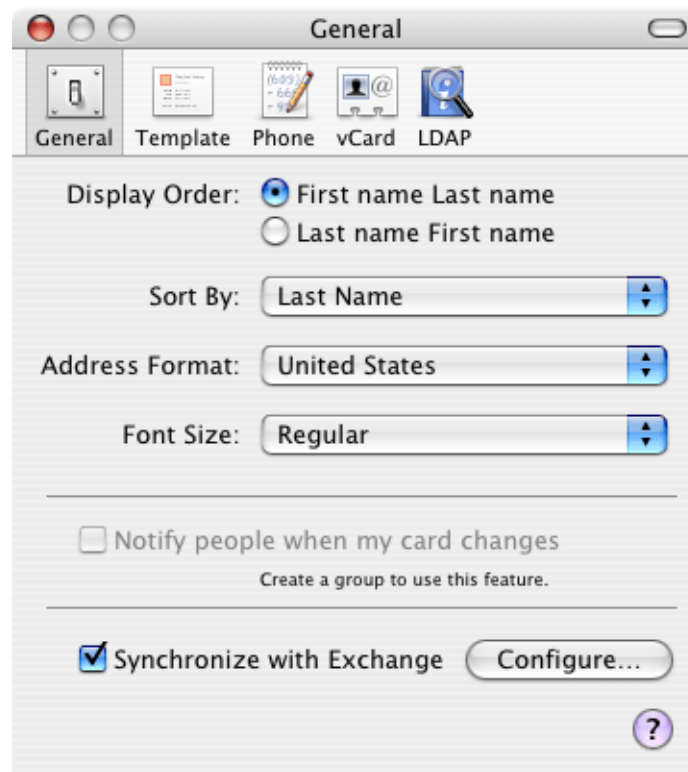 General
General Template Phone vCard LDAP
Display Order: First name Last name
Last name First name
Sort By: Last Name
Address Format: United States
Font Size: Regular
Notify people when my card changes
Create a group to use this feature.
Synchronize with Exchange Configure...
?